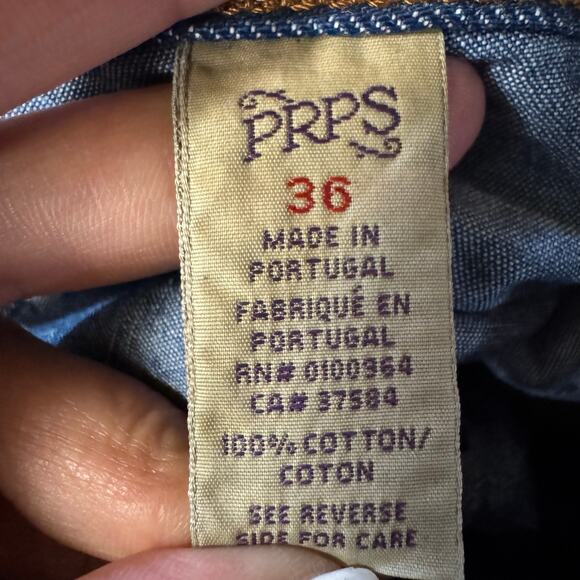 PRPS
36
MADE IN
PORTUGAL
FABRIQUÉ EN
PORTUGAL
RN# 0100964
CA# 37584
100% COTTON/
COTON
SEE REVERSE
SIDE FOR CARE